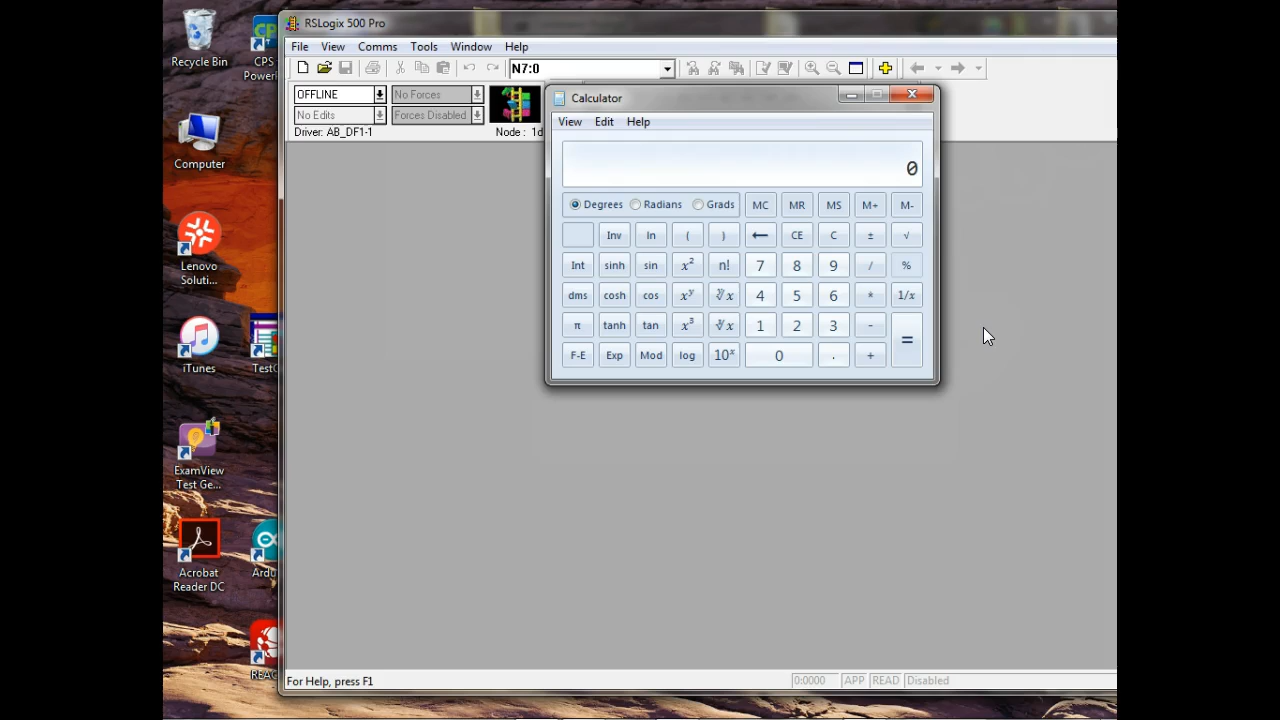 Recycle Bin
CPS
Computer
Lenovo
Soluti...
iTunes
ExamView
Test Ge...
Acrobat
Reader DC
RSLogix 500 Pro
File View Comms Tools Window Help
N7:0
OFFLINE No Forces
No Edits Forces Disabled
Driver: AB_DF1-1 Node : 1d
Calculator
View Edit Help
0
Degrees Radians Grads MC MR MS M+ M-
Inv ln ( ) ← CE C ± √
Int sinh sin x² n! 7 8 9 / %
dms cosh cos xʸ ʸ√x 4 5 6 * 1/x
π tanh tan x³ ³√x 1 2 3 - =
F-E Exp Mod log 10ˣ 0 . +
For Help, press F1 0:0000 APP READ Disabled